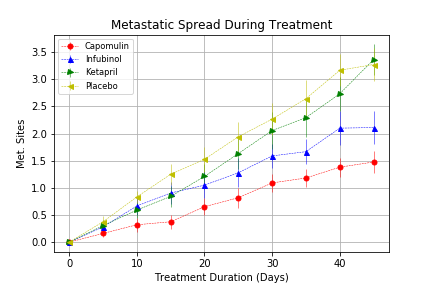 Metastatic Spread During Treatment
Capomulin
Infubinol
Ketapril
Placebo
3.5
3.0
2.5
2.0
1.5
1.0
0.5
0.0
Met. Sites
0 10 20 30 40
Treatment Duration (Days)